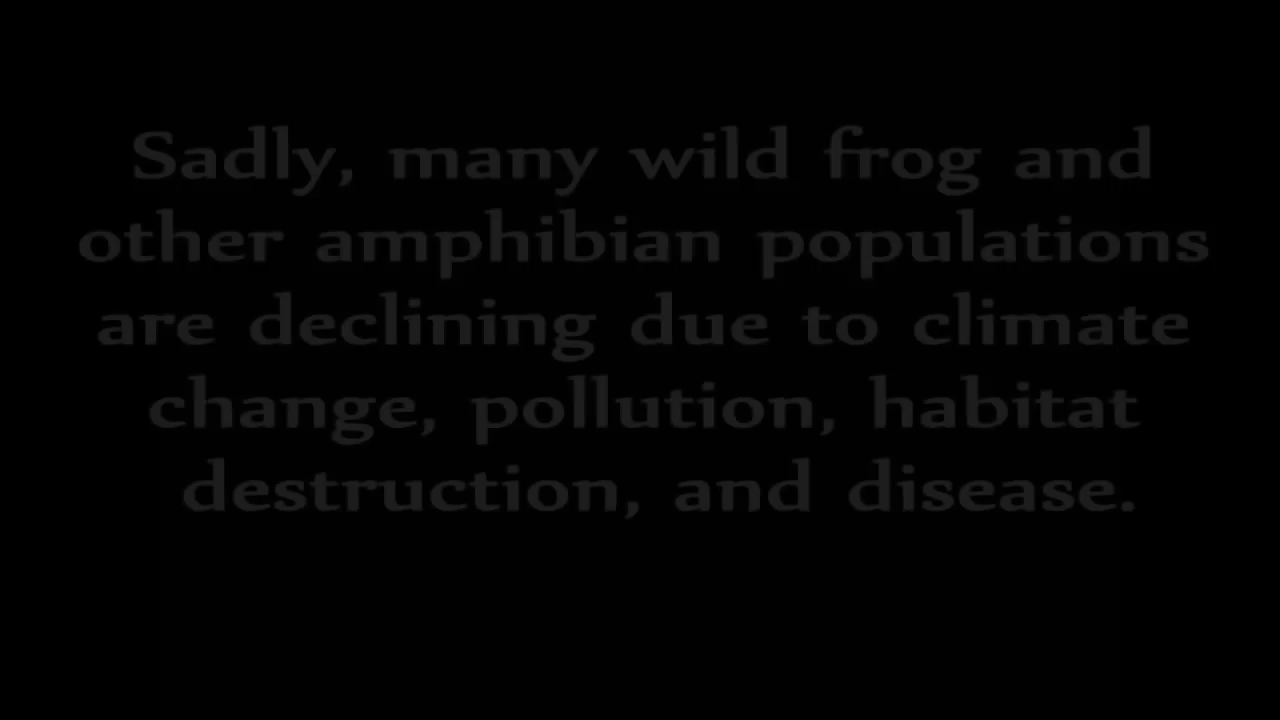 Sadly, many wild frog and
other amphibian populations
are declining due to climate
change, pollution, habitat
destruction, and disease.